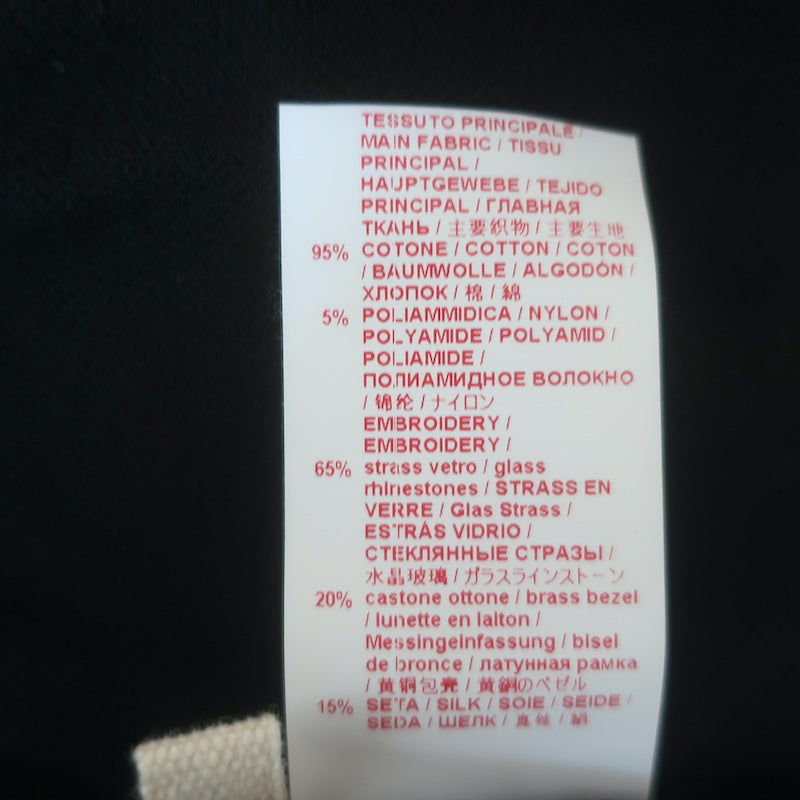 TESSUTO PRINCIPALE /
MAIN FABRIC / TISSU
PRINCIPAL /
HAUPTGEWEBE / TEJIDO
PRINCIPAL / ГЛАВНАЯ
ТКАНЬ / 主要织物 / 主要生地
95% COTONE / COTTON / COTON
/ BAUMWOLLE / ALGODÓN /
ХЛОПОК / 棉 / 綿
5% POLIAMMIDICA / NYLON /
POLYAMIDE / POLYAMID /
POLIAMIDE /
ПОЛИАМИДНОЕ ВОЛОКНО
/ 锦纶 / ナイロン
EMBROIDERY /
EMBROIDERY /
65% strass vetro / glass
rhinestones / STRASS EN
VERRE / Glas Strass /
ESTRÁS VIDRIO /
СТЕКЛЯННЫЕ СТРАЗЫ /
水晶玻璃 / ガラスラインストーン
20% castone ottone / brass bezel
/ lunette en laiton /
Messingeinfassung / bisel
de bronce / латунная рамка
/ 黄铜包壳 / 黄銅のベゼル
15% SETA / SILK / SOIE / SEIDE /
SEDA / ШЕЛК / 真丝 / 絹